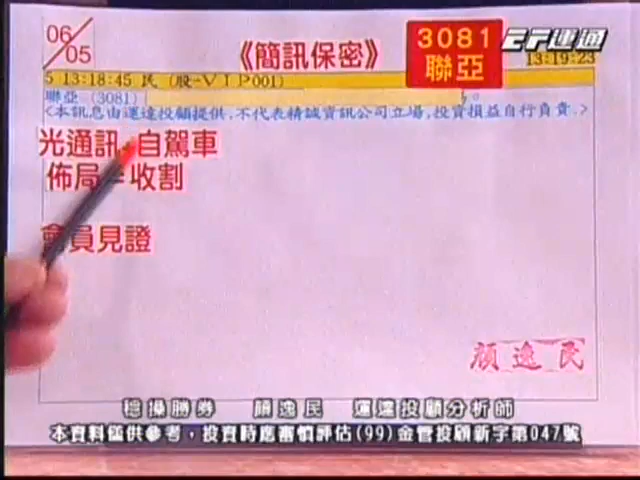 06/05
《簡訊保密》
3081
聯亞
EF運通
13:19:23
5 13:18:45 民 (股-VIP001)
聯亞 (3081)
<本訊息由運達投顧提供,不代表精誠資訊公司立場,投資損益自行負責.>
光通訊 自駕車
佈局 收割
會員見證
顏逸民
穩操勝券 顏逸民 運達投顧分析師
本資料僅供參考,投資時應審慎評估(99)金管投顧新字第047號